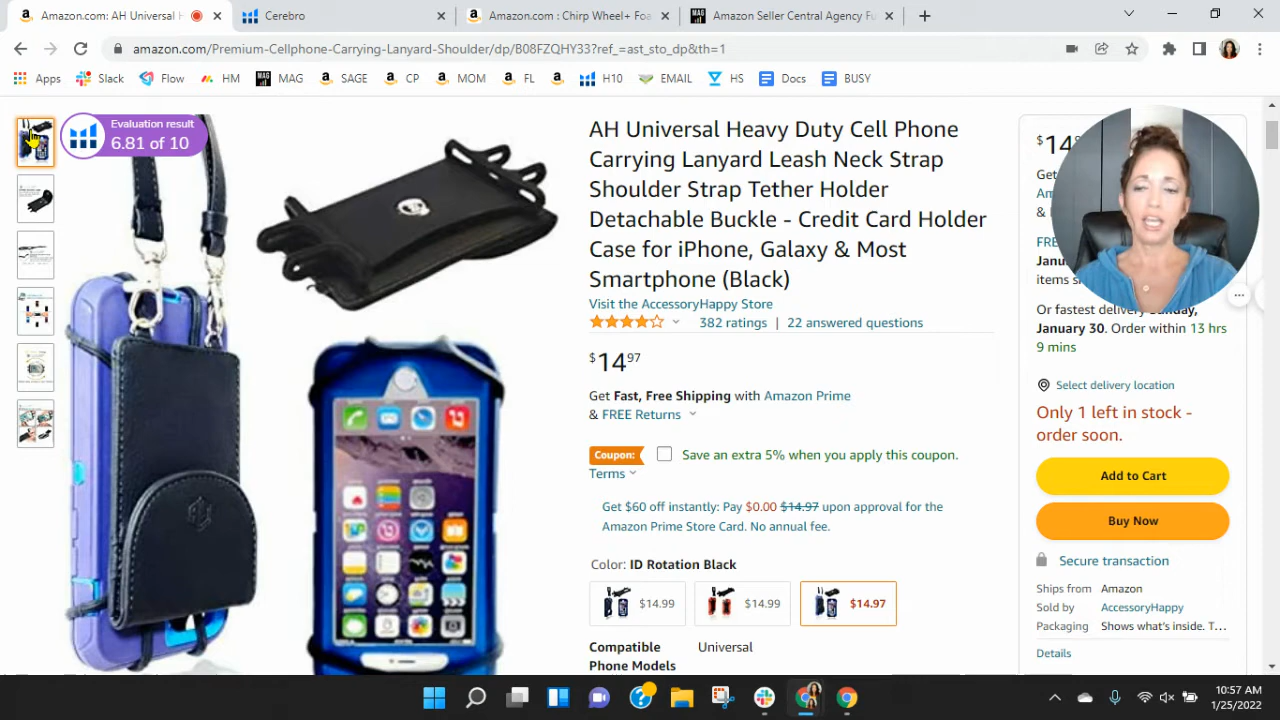 Amazon.com: AH Universal H
Cerebro
Amazon.com : Chirp Wheel+ Foa
Amazon Seller Central Agency Fu
amazon.com/Premium-Cellphone-Carrying-Lanyard-Shoulder/dp/B08FZQHY33?ref_=ast_sto_dp&th=1
Apps
Slack
Flow
HM
MAG
SAGE
CP
MOM
FL
H10
EMAIL
HS
Docs
BUSY
Evaluation result
6.81 of 10
AH Universal Heavy Duty Cell Phone
Carrying Lanyard Leash Neck Strap
Shoulder Strap Tether Holder
Detachable Buckle - Credit Card Holder
Case for iPhone, Galaxy & Most
Smartphone (Black)
Visit the AccessoryHappy Store
382 ratings | 22 answered questions
$14 97
Get Fast, Free Shipping with Amazon Prime
& FREE Returns
Coupon: Save an extra 5% when you apply this coupon.
Terms
Get $60 off instantly: Pay $0.00 $14.97 upon approval for the
Amazon Prime Store Card. No annual fee.
Color: ID Rotation Black
$14.99
$14.99
$14.97
Compatible Universal
Phone Models
$14
Get
Am
&
FRE
Janu
items s
Or fastest delivery Sunday,
January 30. Order within 13 hrs
9 mins
Select delivery location
Only 1 left in stock -
order soon.
Add to Cart
Buy Now
Secure transaction
Ships from Amazon
Sold by AccessoryHappy
Packaging Shows what's inside. T…
Details
10:57 AM
1/25/2022